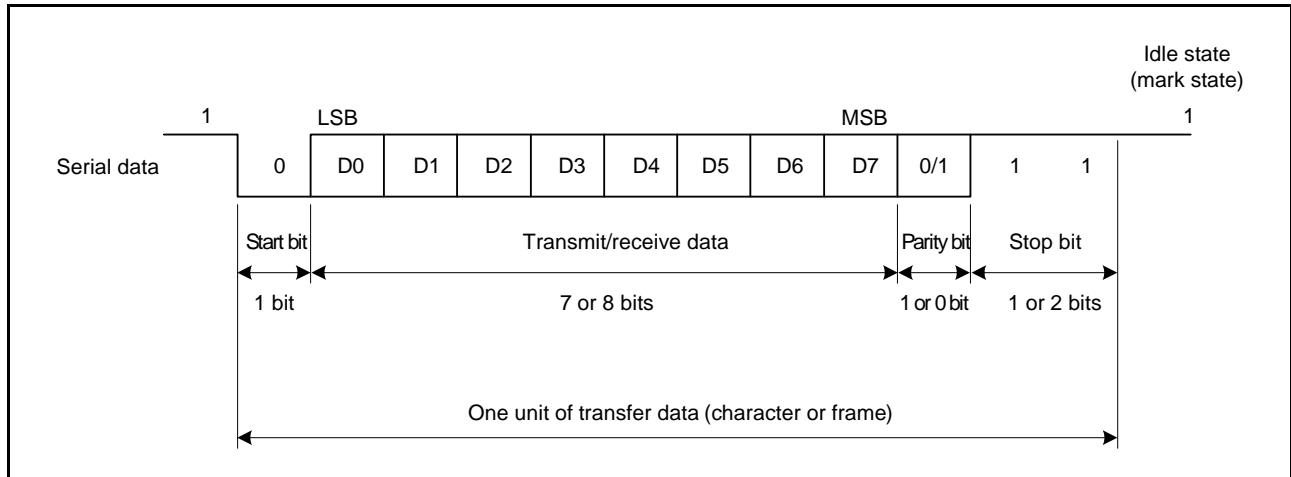 Idle state
(mark state)
1 LSB MSB 1
Serial data 0 D0 D1 D2 D3 D4 D5 D6 D7 0/1 1 1
Start bit Transmit/receive data Parity bit Stop bit
1 bit 7 or 8 bits 1 or 0 bit 1 or 2 bits
One unit of transfer data (character or frame)